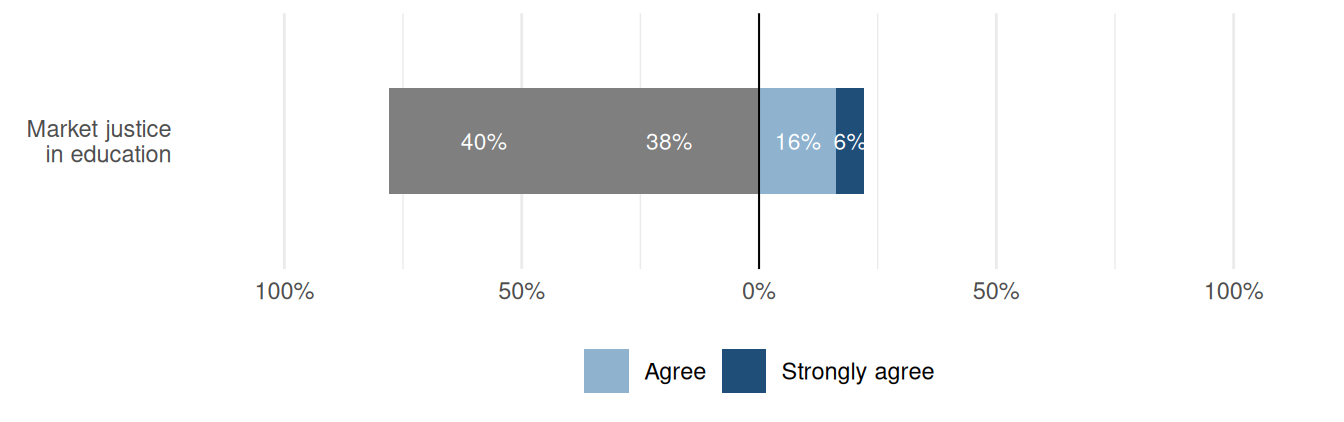 Market justice
in education
40% 38% 16% 6%
100% 50% 0% 50% 100%
Agree Strongly agree